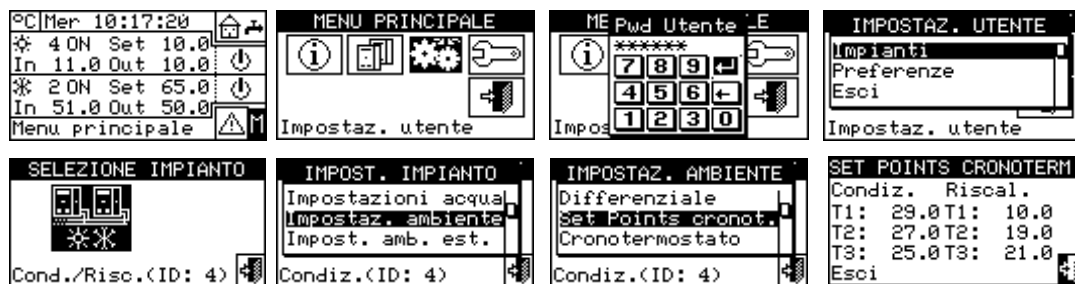 °C|Mer 10:17:20
4 ON Set 10.0
In 11.0 Out 10.0
2 ON Set 65.0
In 51.0 Out 50.0
Menu principale M
MENU PRINCIPALE
Impostaz. utente
ME Pwd Utente LE
******
7 8 9
4 5 6 ←
Impos 1 2 3 0
IMPOSTAZ. UTENTE
Impianti
Preferenze
Esci
Impostaz. utente
SELEZIONE IMPIANTO
Cond./Risc.(ID: 4)
IMPOST. IMPIANTO
Impostazioni acqua
Impostaz. ambiente
Impost. amb. est.
Condiz.(ID: 4)
IMPOSTAZ. AMBIENTE
Differenziale
Set Points cronot.
Cronotermostato
Condiz.(ID: 4)
SET POINTS CRONOTERM
Condiz. Riscal.
T1: 29.0 T1: 10.0
T2: 27.0 T2: 19.0
T3: 25.0 T3: 21.0
Esci